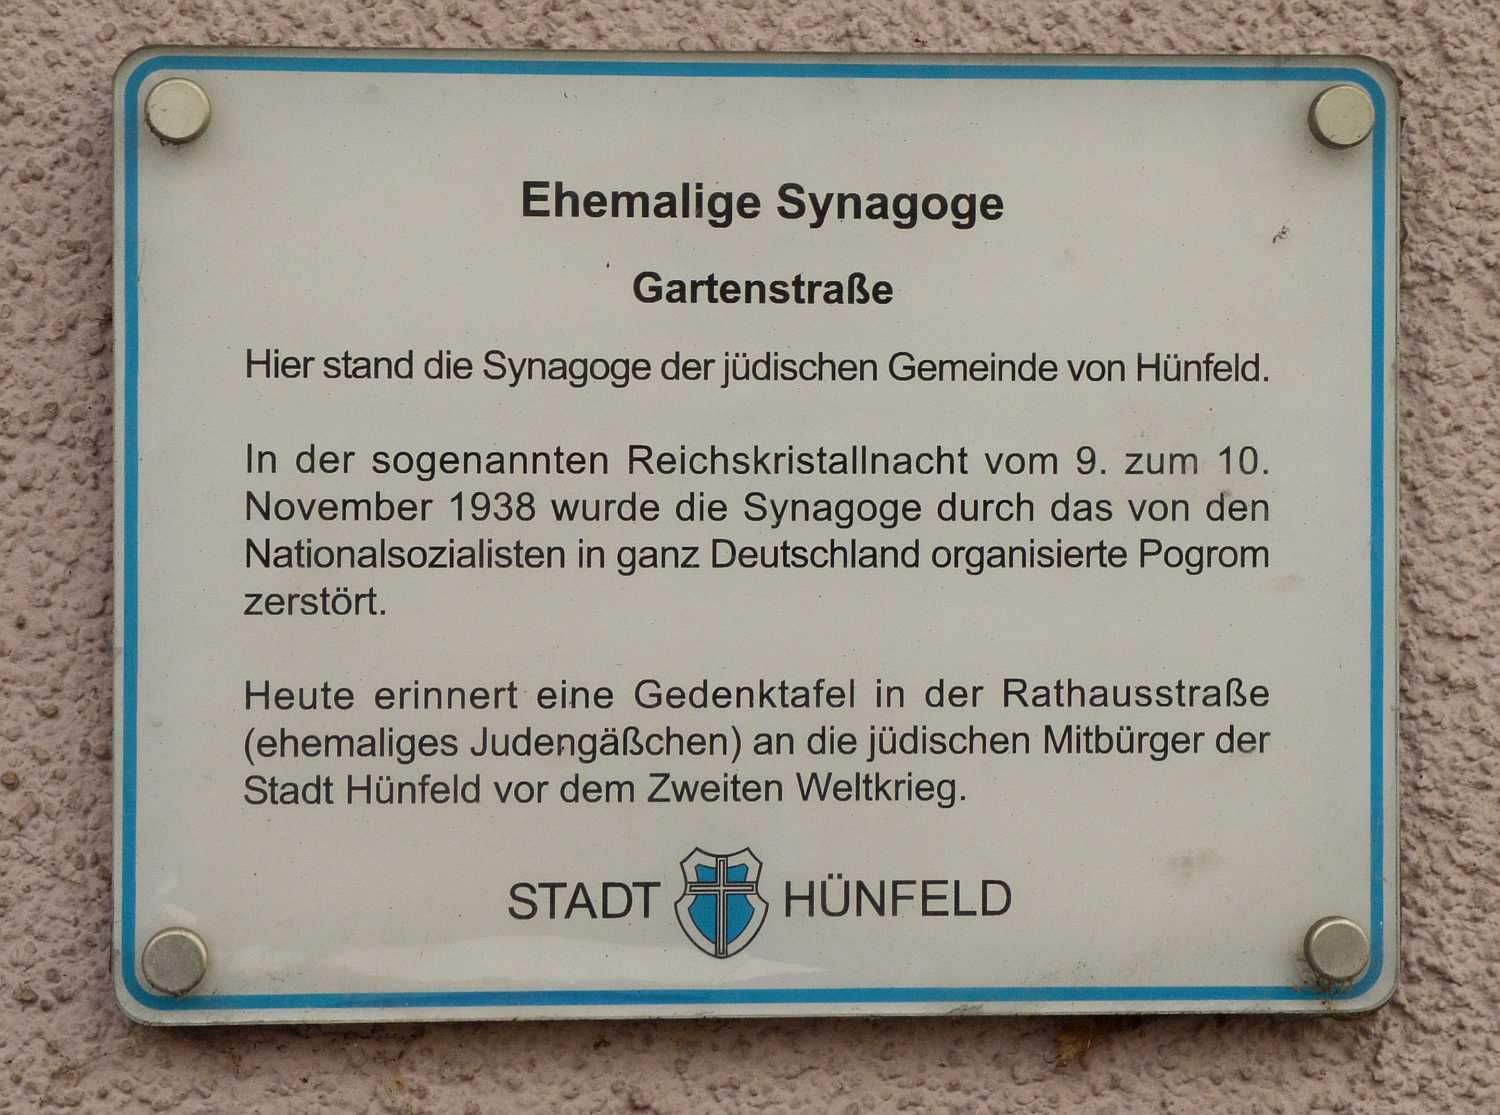 Ehemalige Synagoge
Gartenstraße
Hier stand die Synagoge der jüdischen Gemeinde von Hünfeld.
In der sogenannten Reichskristallnacht vom 9. zum 10.
November 1938 wurde die Synagoge durch das von den
Nationalsozialisten in ganz Deutschland organisierte Pogrom
zerstört.
Heute erinnert eine Gedenktafel in der Rathausstraße
(ehemaliges Judengäßchen) an die jüdischen Mitbürger der
Stadt Hünfeld vor dem Zweiten Weltkrieg.
STADT HÜNFELD